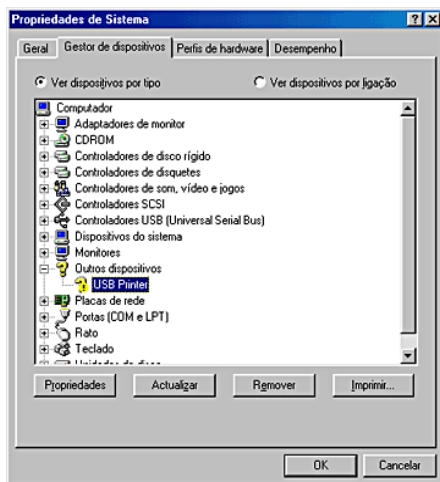 Propriedades de Sistema
Geral Gestor de dispositivos Perfis de hardware Desempenho
Ver dispositivos por tipo Ver dispositivos por ligação
Computador
Adaptadores de monitor
CDROM
Controladores de disco rígido
Controladores de disquetes
Controladores de som, vídeo e jogos
Controladores SCSI
Controladores USB (Universal Serial Bus)
Dispositivos do sistema
Monitores
Outros dispositivos
USB Printer
Placas de rede
Portas (COM e LPT)
Rato
Teclado
Propriedades Actualizar Remover Imprimir...
OK Cancelar